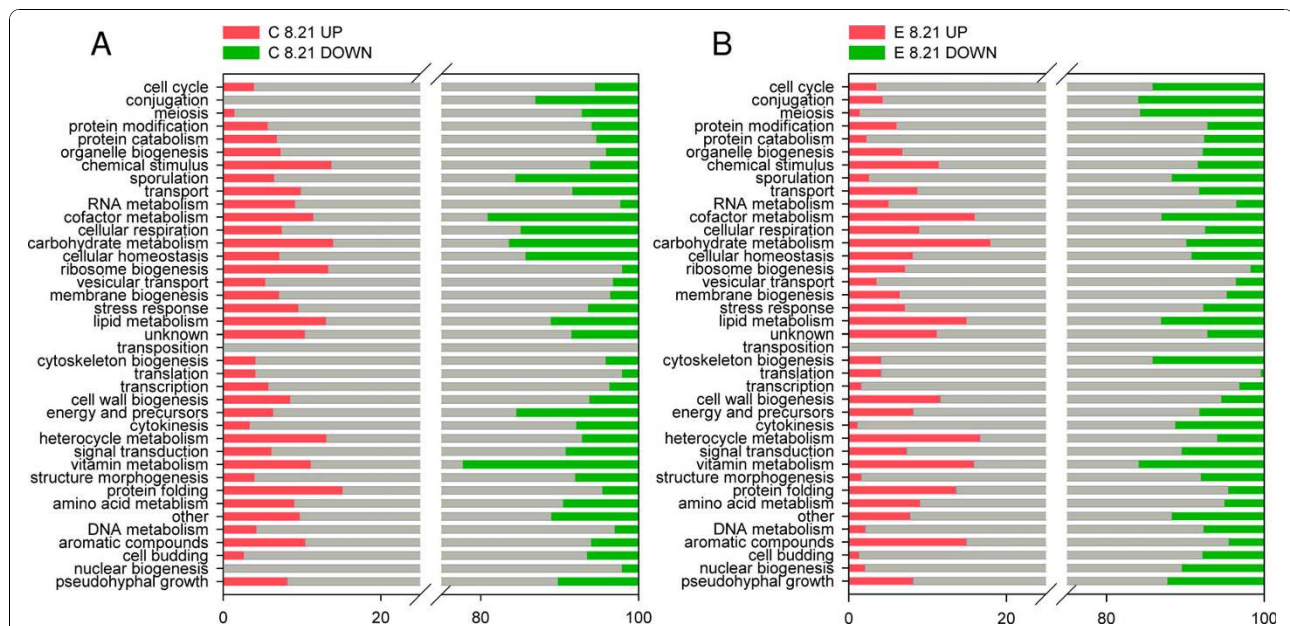 A
C 8.21 UP
C 8.21 DOWN
cell cycle
conjugation
meiosis
protein modification
protein catabolism
organelle biogenesis
chemical stimulus
sporulation
transport
RNA metabolism
cofactor metabolism
cellular respiration
carbohydrate metabolism
cellular homeostasis
ribosome biogenesis
vesicular transport
membrane biogenesis
stress response
lipid metabolism
unknown
transposition
cytoskeleton biogenesis
translation
transcription
cell wall biogenesis
energy and precursors
cytokinesis
heterocycle metabolism
signal transduction
vitamin metabolism
structure morphogenesis
protein folding
amino acid metablism
other
DNA metabolism
aromatic compounds
cell budding
nuclear biogenesis
pseudohyphal growth
0 20 80 100
B
E 8.21 UP
E 8.21 DOWN
cell cycle
conjugation
meiosis
protein modification
protein catabolism
organelle biogenesis
chemical stimulus
sporulation
transport
RNA metabolism
cofactor metabolism
cellular respiration
carbohydrate metabolism
cellular homeostasis
ribosome biogenesis
vesicular transport
membrane biogenesis
stress response
lipid metabolism
unknown
transposition
cytoskeleton biogenesis
translation
transcription
cell wall biogenesis
energy and precursors
cytokinesis
heterocycle metabolism
signal transduction
vitamin metabolism
structure morphogenesis
protein folding
amino acid metablism
other
DNA metabolism
aromatic compounds
cell budding
nuclear biogenesis
pseudohyphal growth
0 20 80 100